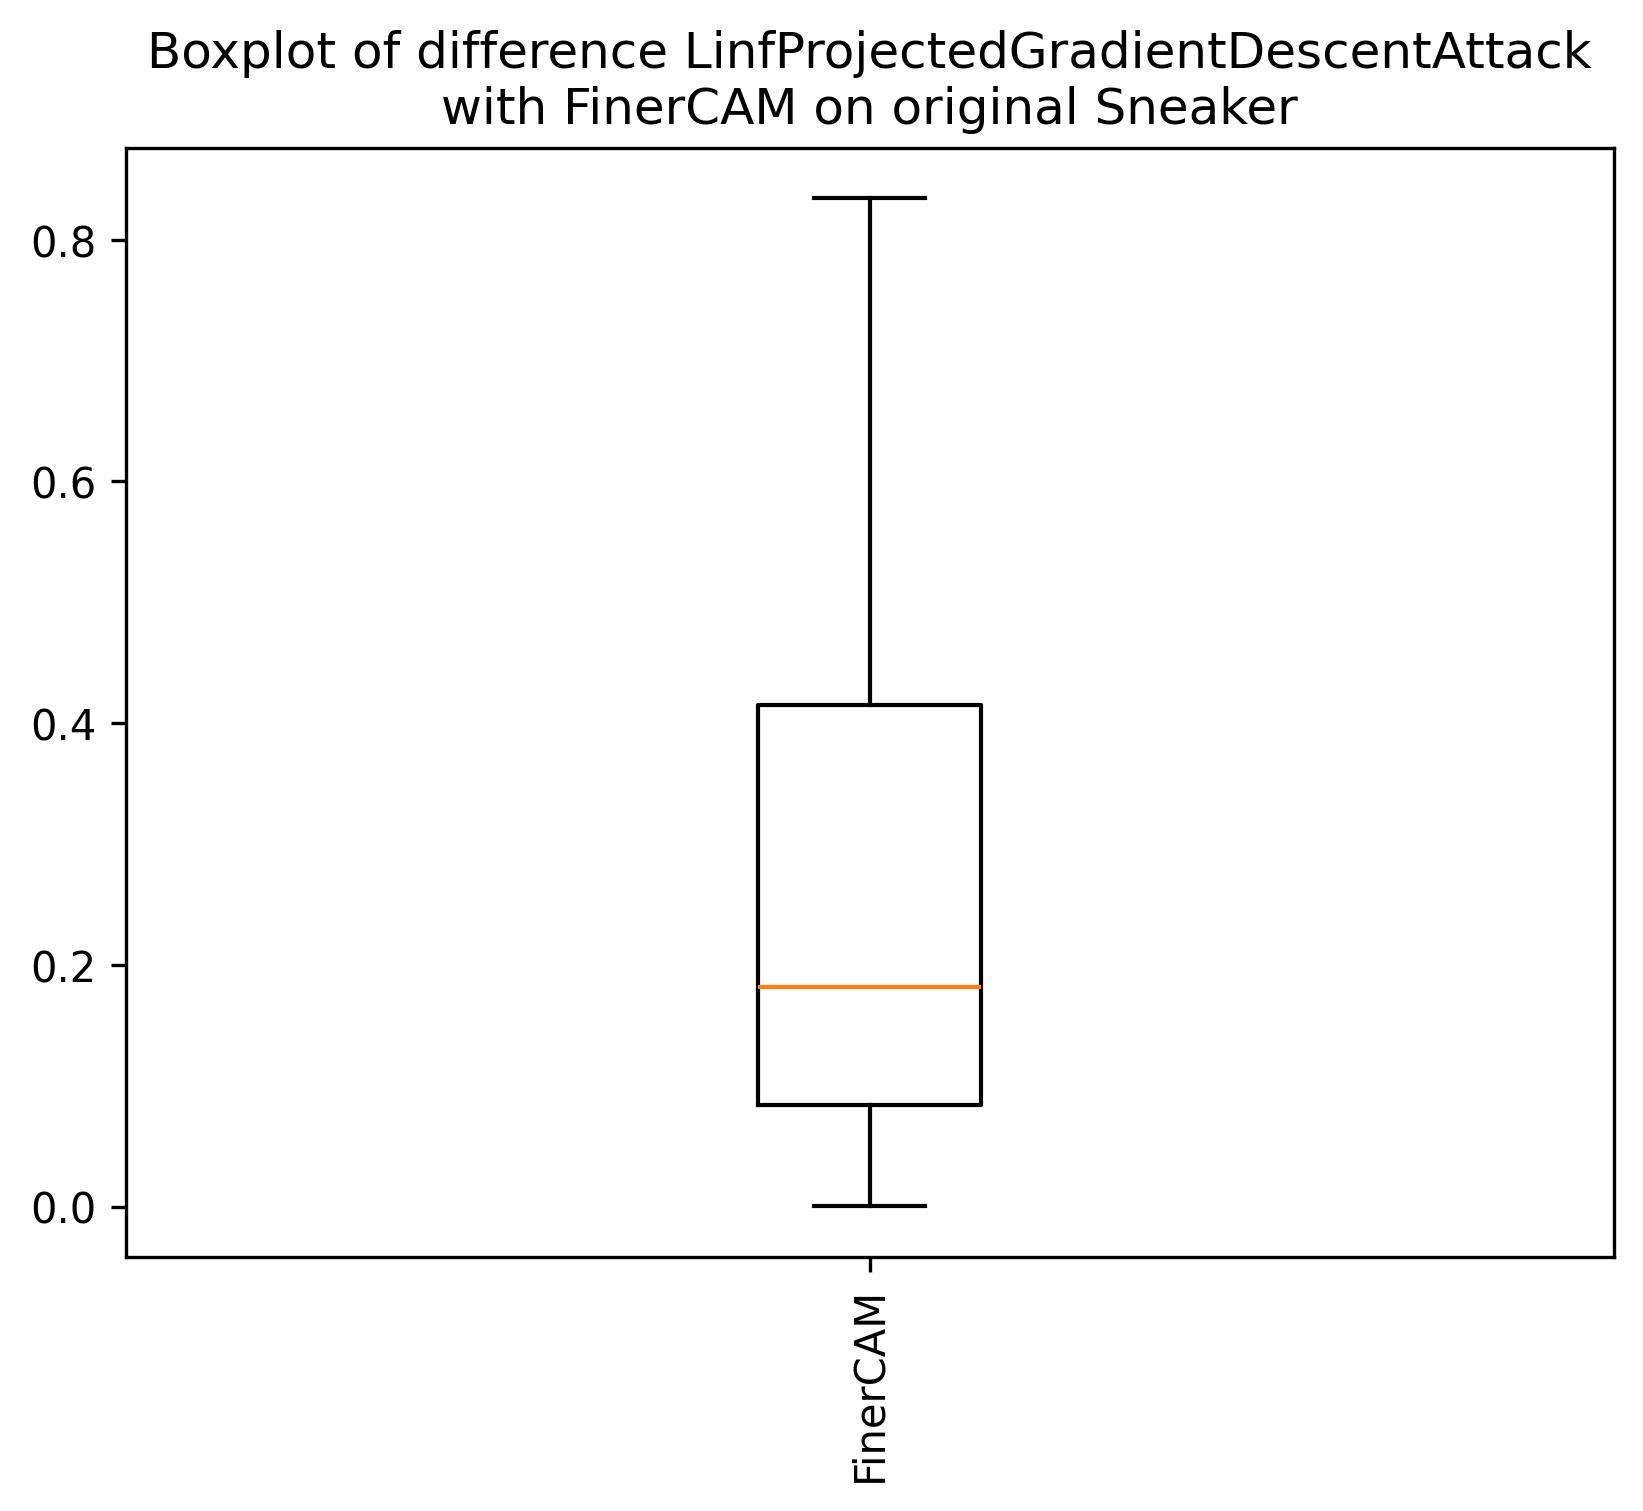 Boxplot of difference LinfProjectedGradientDescentAttack
with FinerCAM on original Sneaker
0.8
0.6
0.4
0.2
0.0
FinerCAM